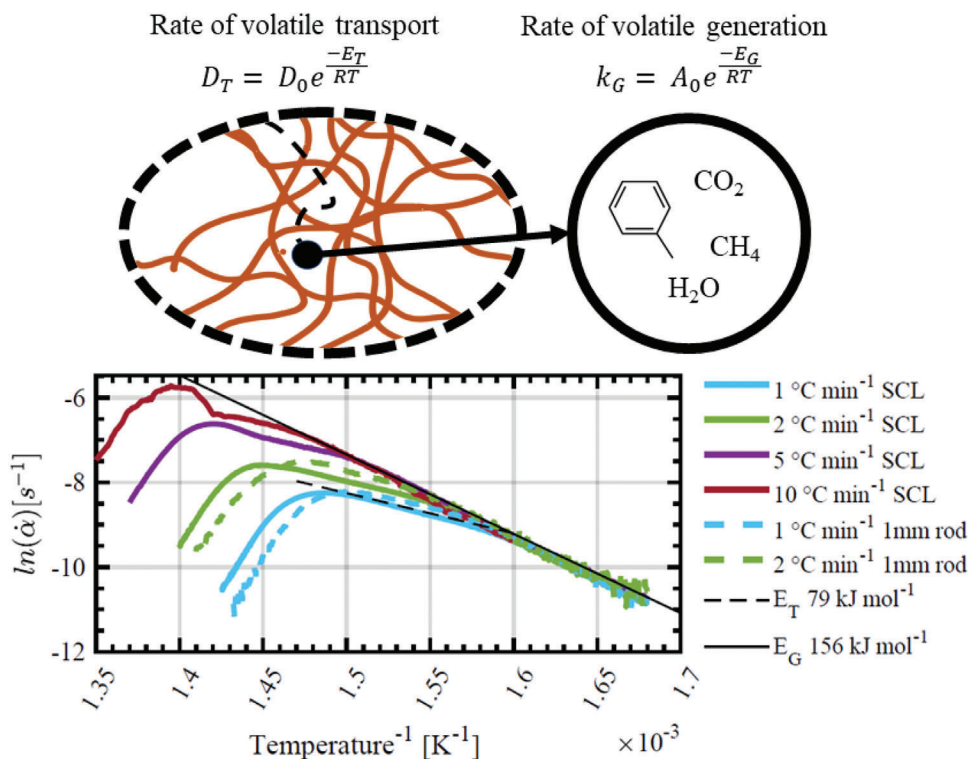 Rate of volatile transport
Rate of volatile generation
D_T = D_0 e^{\frac{-E_T}{RT}}
k_G = A_0 e^{\frac{-E_G}{RT}}
CO₂
CH₄
H₂O
-6
-8
-10
-12
ln(α̇)[s⁻¹]
1.35
1.4
1.45
1.5
1.55
1.6
1.65
1.7
Temperature⁻¹ [K⁻¹]
×10⁻³
1 °C min⁻¹ SCL
2 °C min⁻¹ SCL
5 °C min⁻¹ SCL
10 °C min⁻¹ SCL
1 °C min⁻¹ 1mm rod
2 °C min⁻¹ 1mm rod
E_T 79 kJ mol⁻¹
E_G 156 kJ mol⁻¹